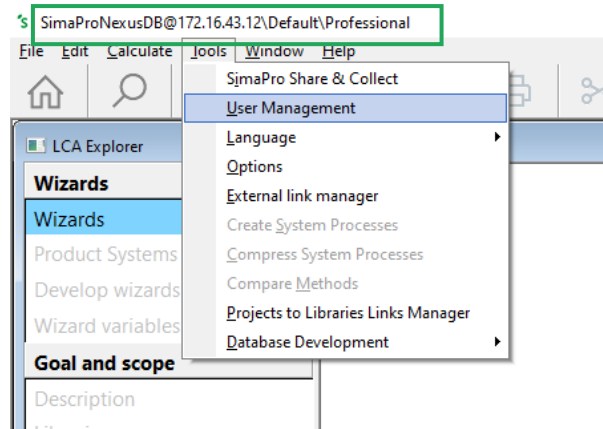 SimaProNexusDB@172.16.43.12\Default\Professional
File Edit Calculate Tools Window Help
SimaPro Share & Collect
User Management
Language
Options
External link manager
Create System Processes
Compress System Processes
Compare Methods
Projects to Libraries Links Manager
Database Development
LCA Explorer
Wizards
Wizards
Product Systems
Develop wizards
Wizard variables
Goal and scope
Description